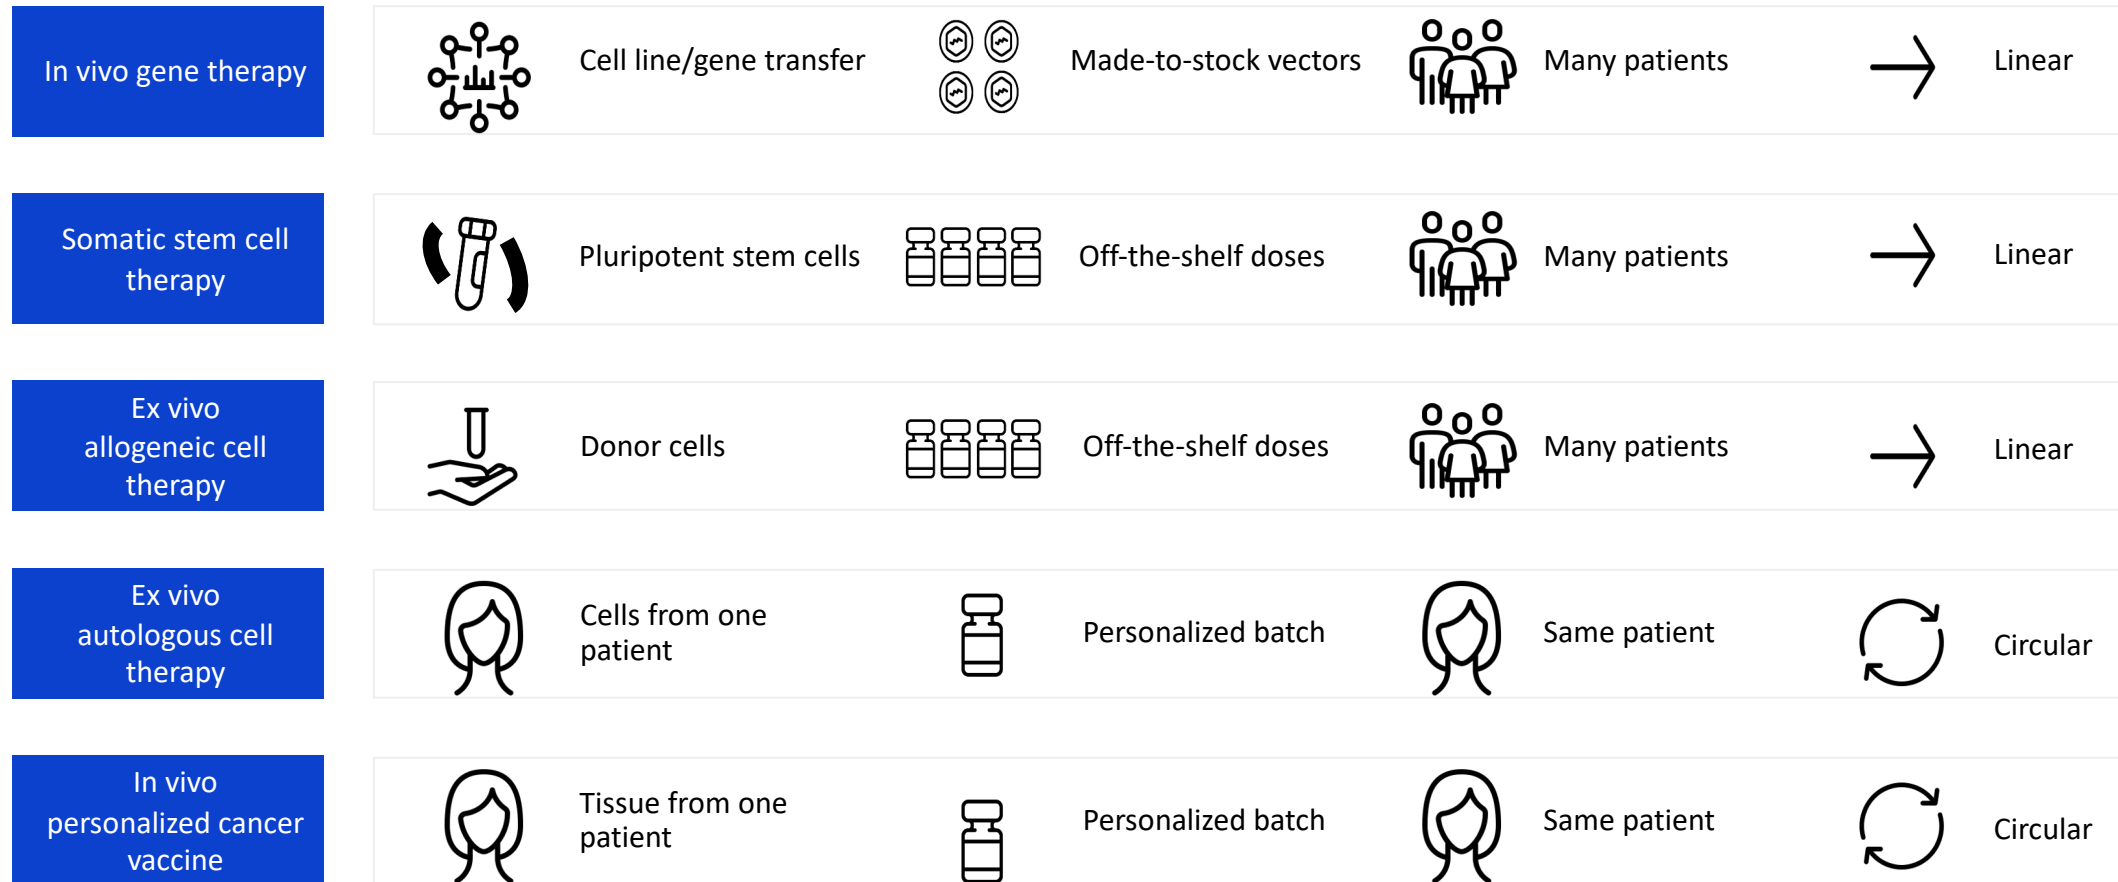 In vivo gene therapy
Cell line/gene transfer
Made-to-stock vectors
Many patients
Linear
Somatic stem cell
therapy
Pluripotent stem cells
Off-the-shelf doses
Many patients
Linear
Ex vivo
allogeneic cell
therapy
Donor cells
Off-the-shelf doses
Many patients
Linear
Ex vivo
autologous cell
therapy
Cells from one
patient
Personalized batch
Same patient
Circular
In vivo
personalized cancer
vaccine
Tissue from one
patient
Personalized batch
Same patient
Circular